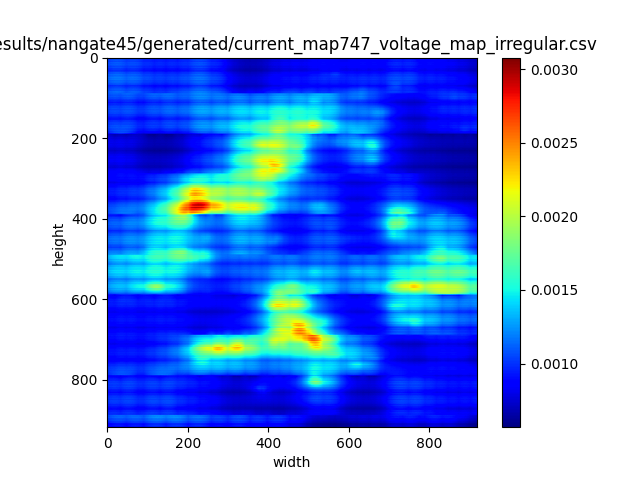 esults/nangate45/generated/current_map747_voltage_map_irregular.csv
0
200
400
600
800
height
0 200 400 600 800
width
0.0030
0.0025
0.0020
0.0015
0.0010